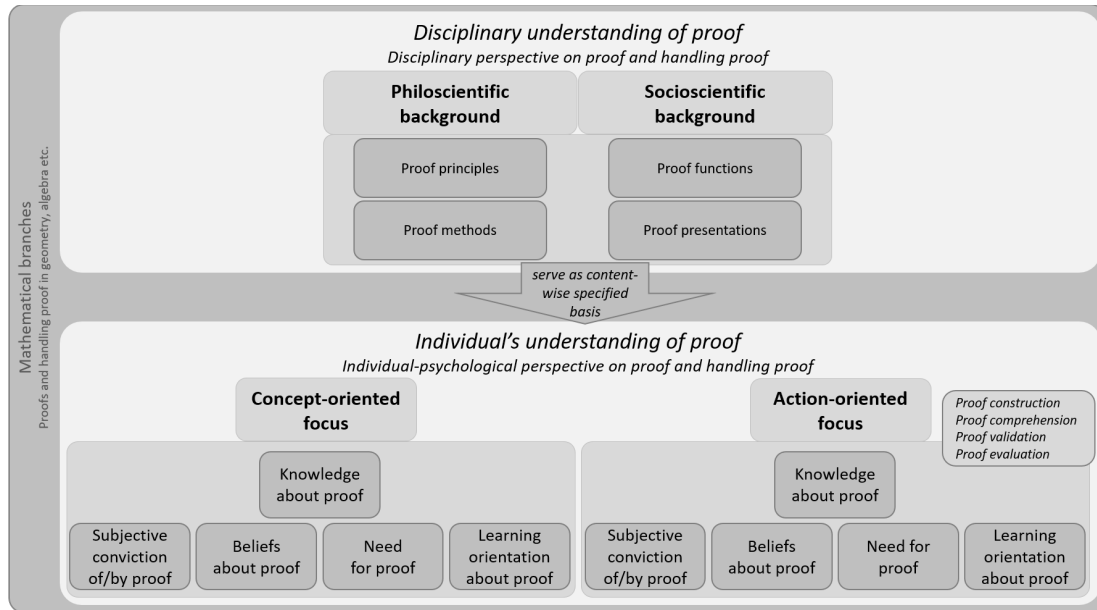 Mathematical branches
Proofs and handling proof in geometry, algebra etc.
Disciplinary understanding of proof
Disciplinary perspective on proof and handling proof
Philoscientific
background
Socioscientific
background
Proof principles
Proof functions
Proof methods
Proof presentations
serve as content-
wise specified
basis
Individual's understanding of proof
Individual-psychological perspective on proof and handling proof
Concept-oriented
focus
Knowledge
about proof
Subjective
conviction
of/by proof
Beliefs
about proof
Need
for proof
Learning
orientation
about proof
Action-oriented
focus
Proof construction
Proof comprehension
Proof validation
Proof evaluation
Knowledge
about proof
Subjective
conviction
of/by proof
Beliefs
about proof
Need for
proof
Learning
orientation
about proof